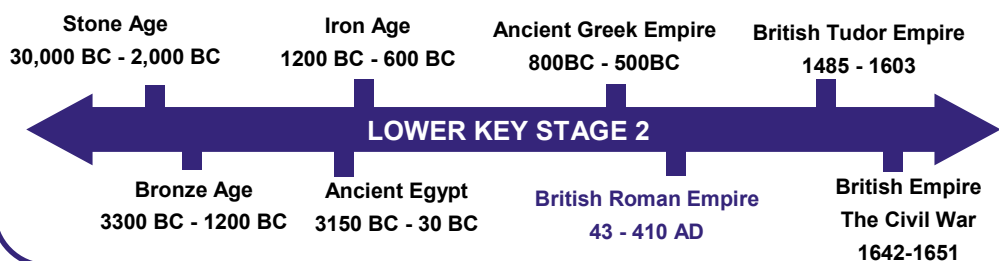 Stone Age
30,000 BC - 2,000 BC
Iron Age
1200 BC - 600 BC
Ancient Greek Empire
800BC - 500BC
British Tudor Empire
1485 - 1603
LOWER KEY STAGE 2
Bronze Age
3300 BC - 1200 BC
Ancient Egypt
3150 BC - 30 BC
British Roman Empire
43 - 410 AD
British Empire
The Civil War
1642-1651